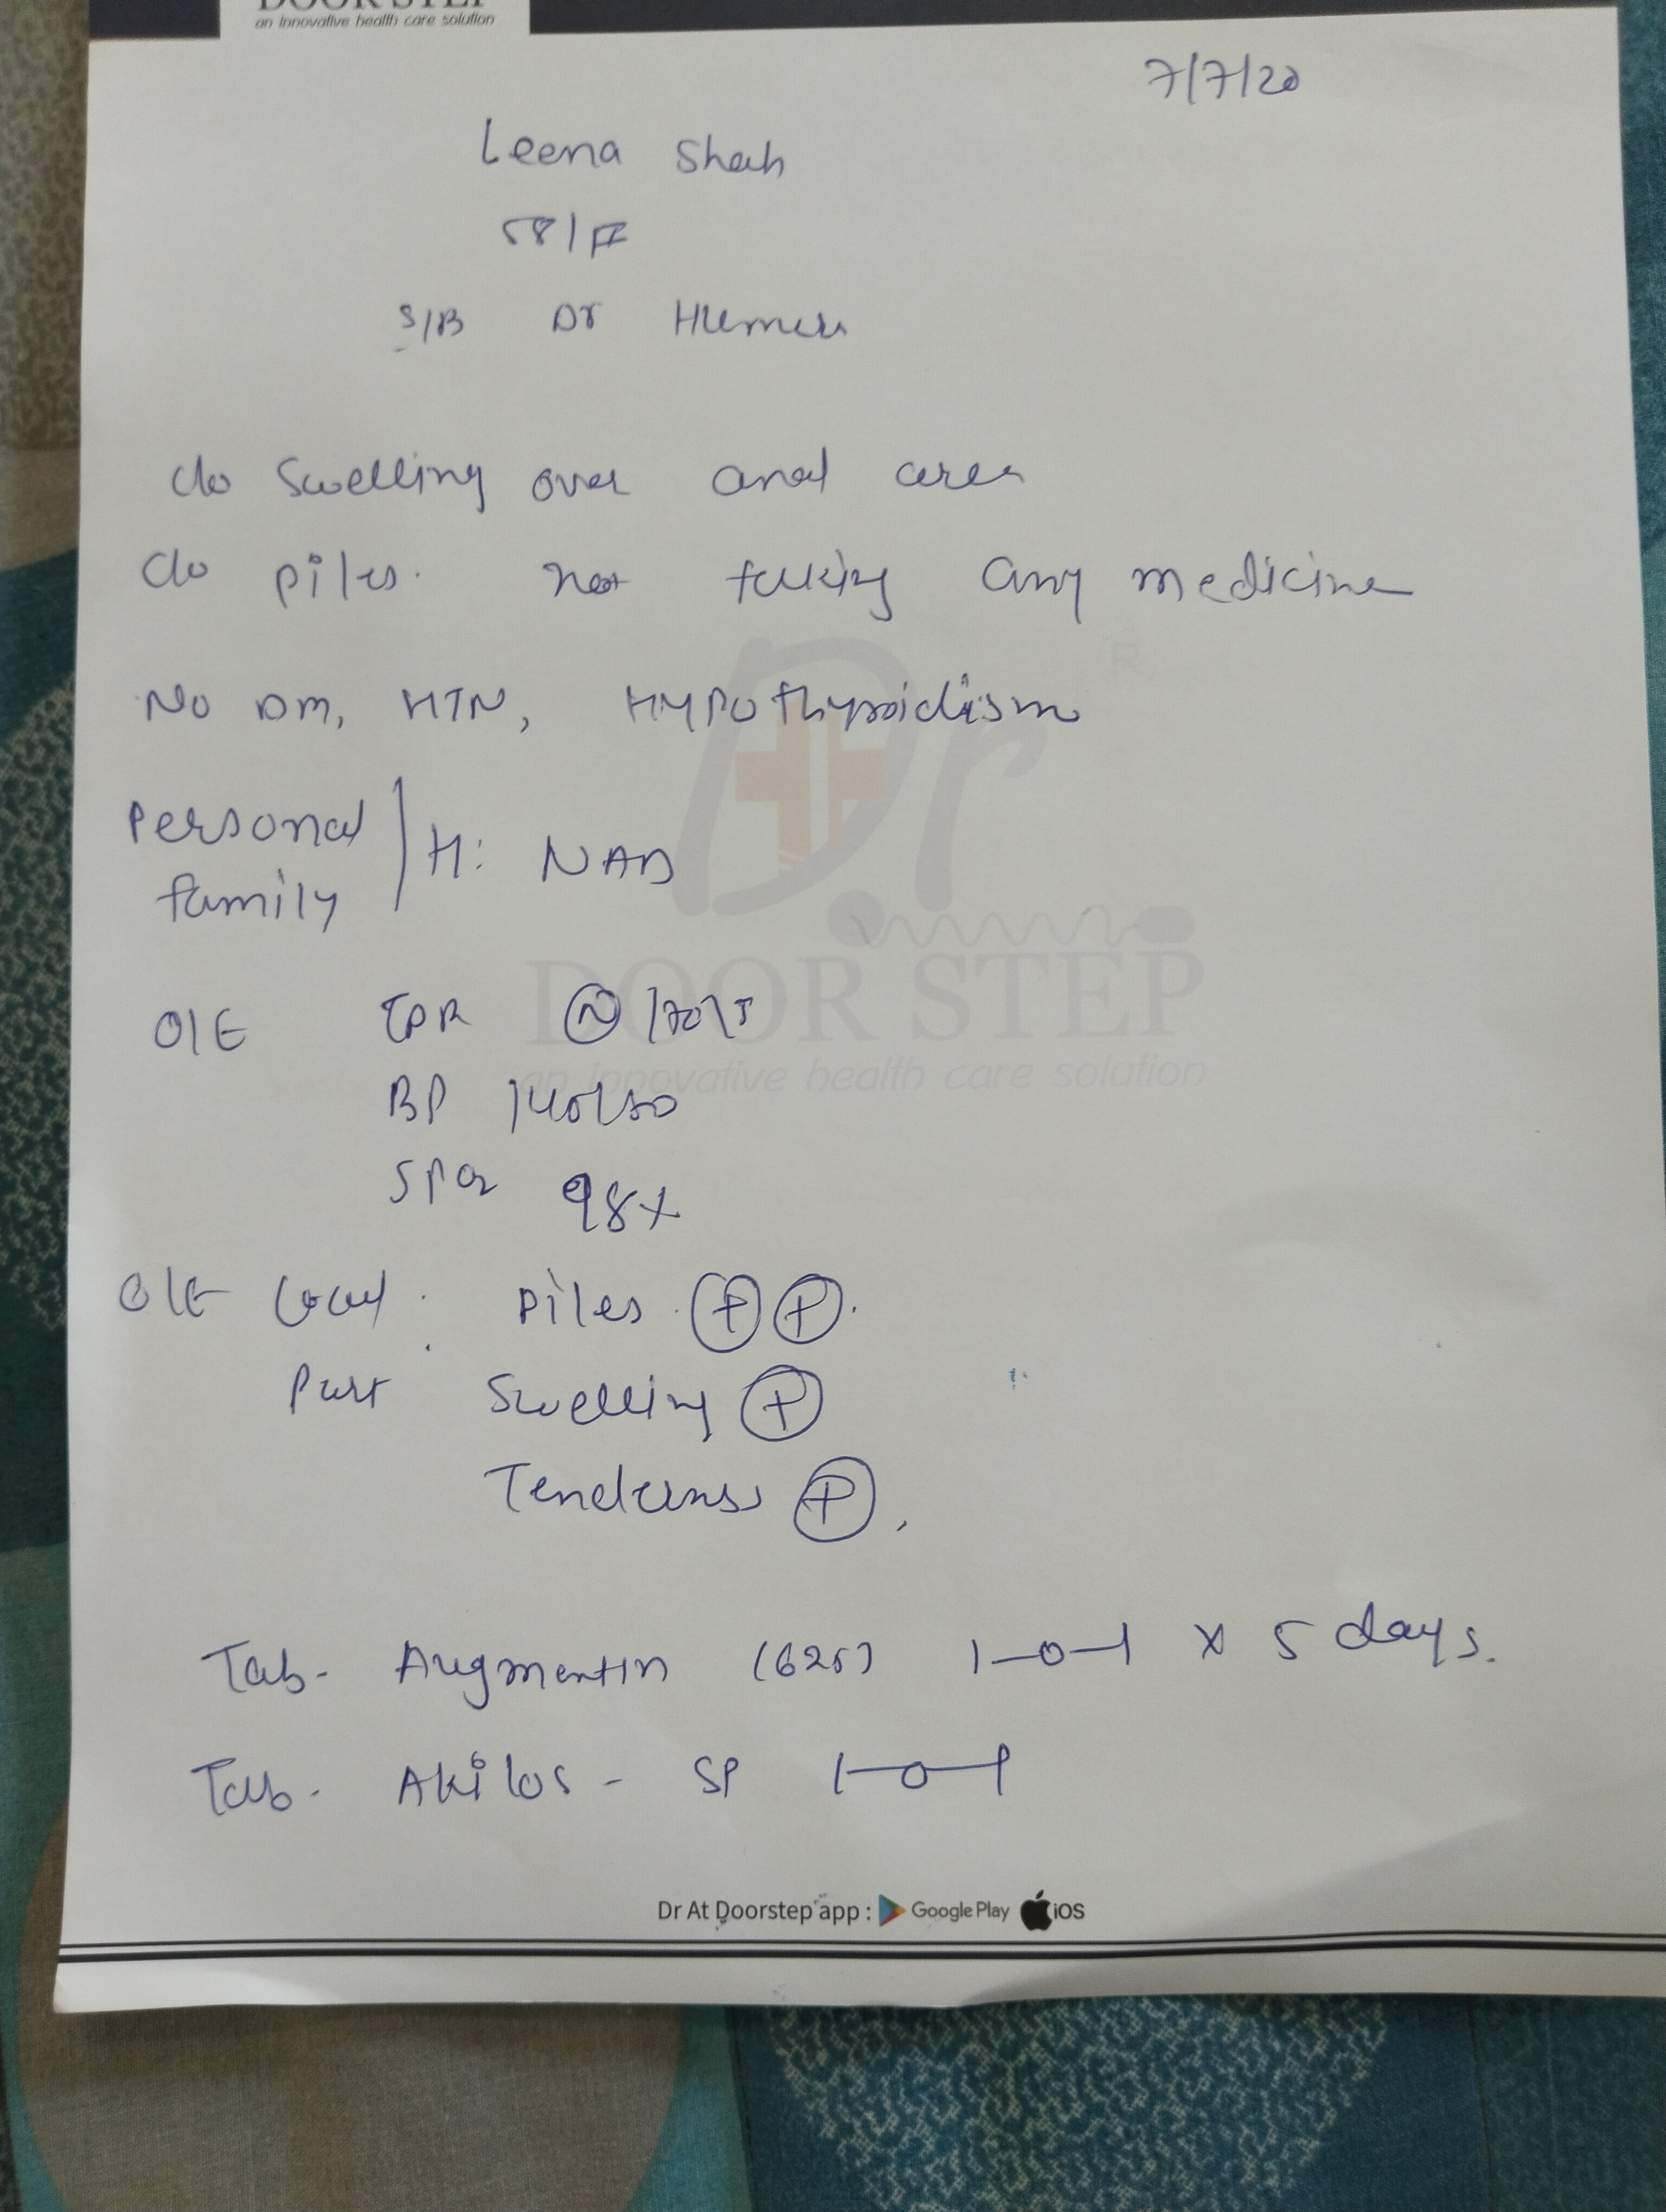 DOOR STEP
an innovative health care solution
7/7/20
Leena Shah
58/F
S/B Dr
c/o Swelling over anal area
c/o piles. not taking any medicine
No DM, HTN, Hypothyroidism
Personal
family / H: NAD
Dr
R
DOOR STEP
an innovative health care solution
O/E TPR N
BP 140/80
SPO2 98%
O/E Local : Piles + +.
Part Swelling +
Tenderness +,
Tab- Augmentin (625) 1-0-1 x 5 days.
Tab- Akilos - SP 1-0-1
Dr At Doorstep app : Google Play iOS